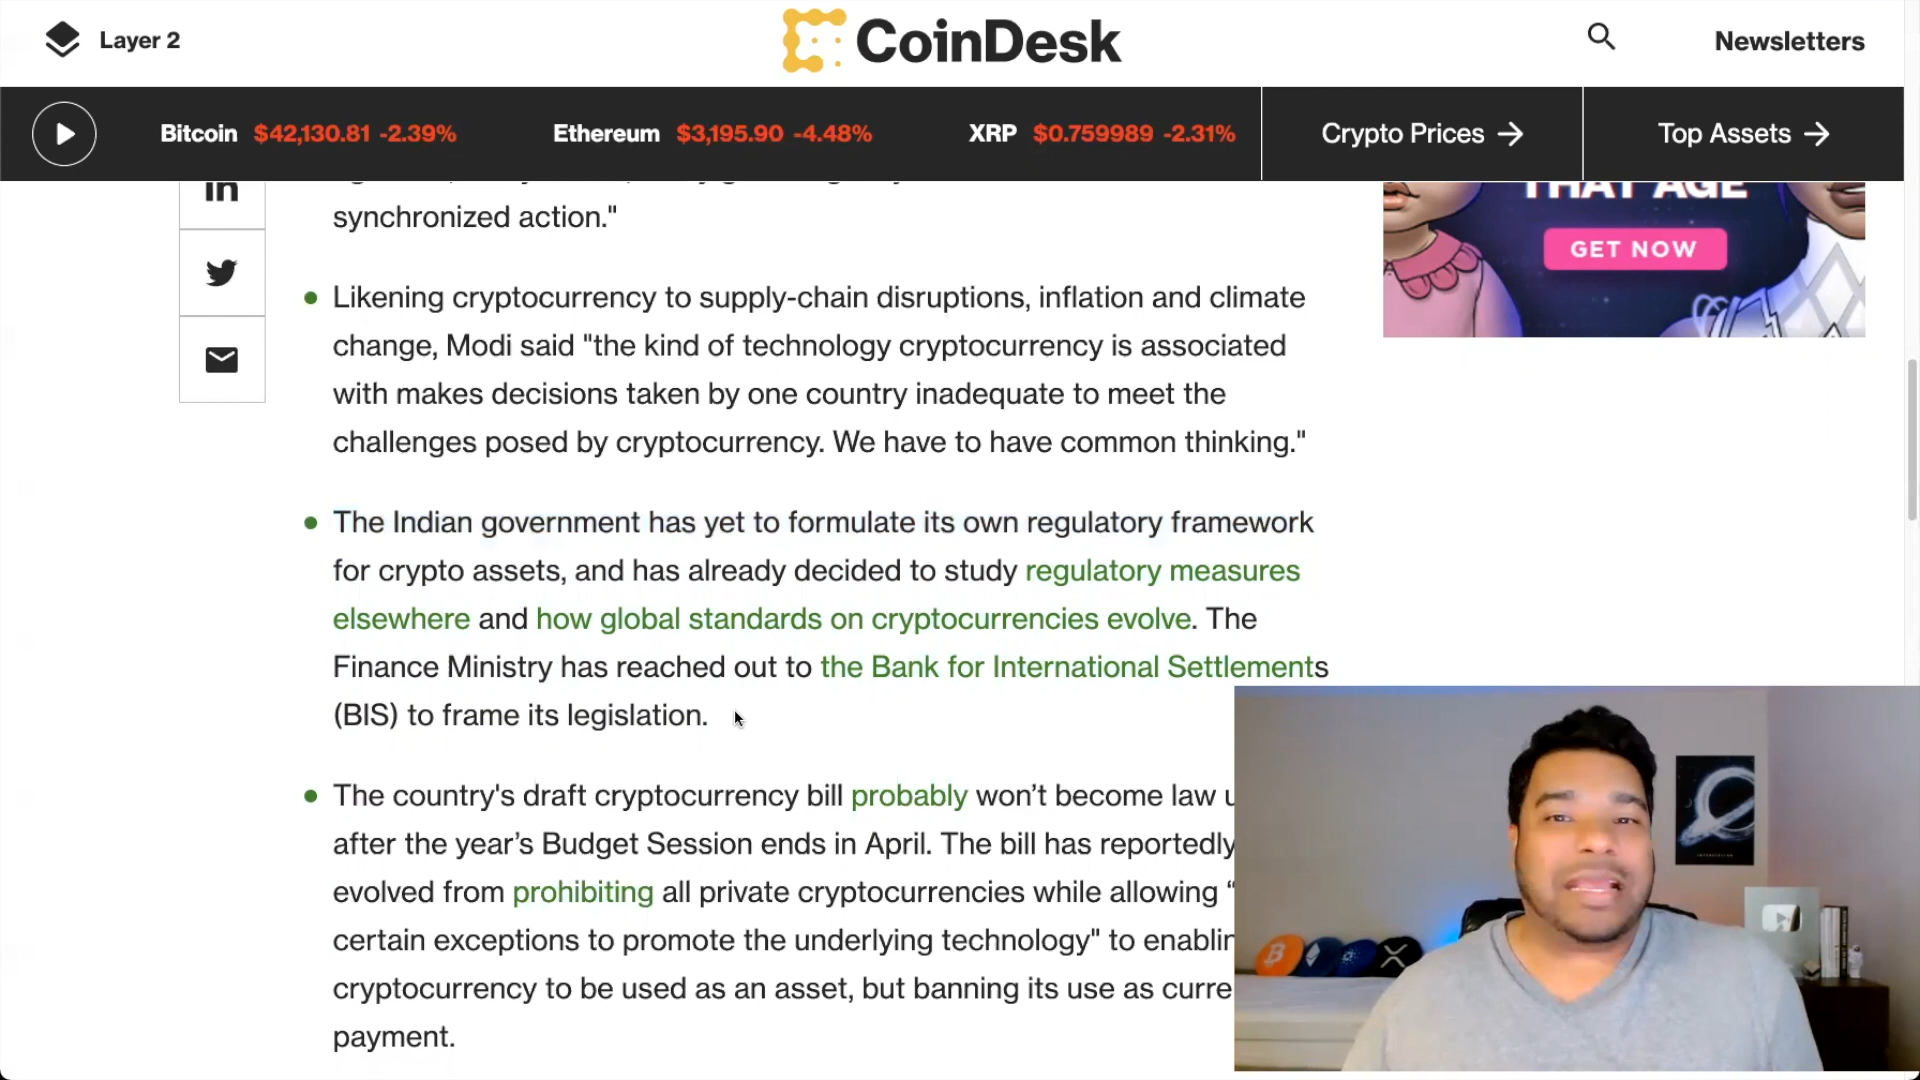 Layer 2
CoinDesk
Newsletters
Bitcoin $42,130.81 -2.39%
Ethereum $3,195.90 -4.48%
XRP $0.759989 -2.31%
Crypto Prices →
Top Assets →
in
synchronized action."
THAT AGE
GET NOW
• Likening cryptocurrency to supply-chain disruptions, inflation and climate
change, Modi said "the kind of technology cryptocurrency is associated
with makes decisions taken by one country inadequate to meet the
challenges posed by cryptocurrency. We have to have common thinking."
• The Indian government has yet to formulate its own regulatory framework
for crypto assets, and has already decided to study regulatory measures
elsewhere and how global standards on cryptocurrencies evolve. The
Finance Ministry has reached out to the Bank for International Settlements
(BIS) to frame its legislation.
• The country's draft cryptocurrency bill probably won’t become law
after the year’s Budget Session ends in April. The bill has reportedly
evolved from prohibiting all private cryptocurrencies while allowing “
certain exceptions to promote the underlying technology" to
cryptocurrency to be used as an asset, but banning its use as
payment.